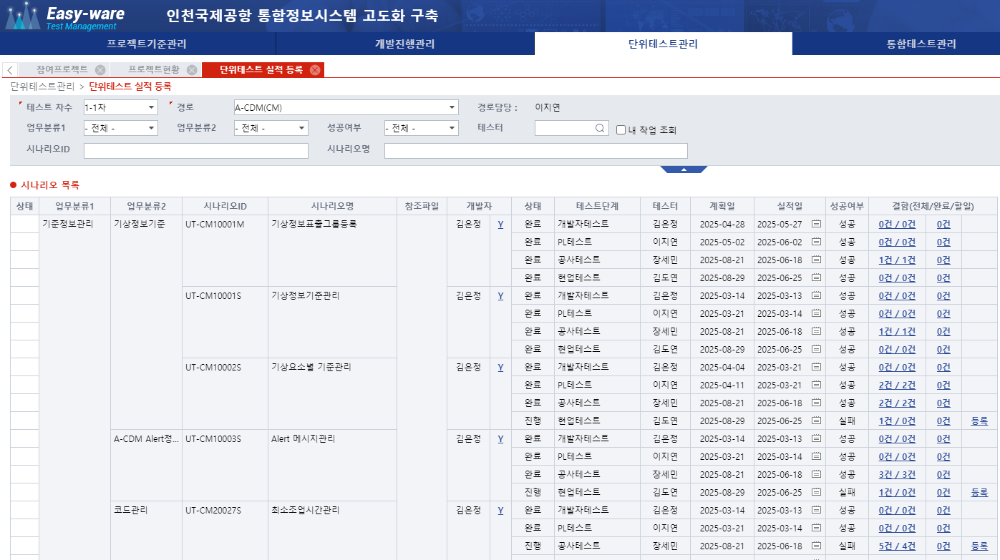 Easy-ware
Test Management
인천국제공항 통합정보시스템 고도화 구축
프로젝트기준관리 개발진행관리 단위테스트관리 통합테스트관리
참여프로젝트 프로젝트현황 단위테스트 실적 등록
단위테스트관리 > 단위테스트 실적 등록
테스트 차수 1-1차 경로 A-CDM(CM) 경로담당 : 이지연
업무분류1 - 전체 - 업무분류2 - 전체 - 성공여부 - 전체 - 테스터 내 작업 조회
시나리오ID 시나리오명
시나리오 목록
상태 업무분류1 업무분류2 시나리오ID 시나리오명 참조파일 개발자 상태 테스트단계 테스터 계획일 실적일 성공여부 결함(전체/완료/할일)
기준정보관리 기상정보기준 UT-CM10001M 기상정보표출그룹등록 김은정 Y 완료 개발자테스트 김은정 2025-04-28 2025-05-27 성공 0건 / 0건 0건
완료 PL테스트 이지연 2025-05-02 2025-06-02 성공 0건 / 0건 0건
완료 공사테스트 장세민 2025-08-21 2025-06-18 성공 1건 / 1건 0건
완료 현업테스트 김도연 2025-08-29 2025-06-25 성공 0건 / 0건 0건
UT-CM10001S 기상정보기준관리 김은정 Y 완료 개발자테스트 김은정 2025-03-14 2025-03-13 성공 0건 / 0건 0건
완료 PL테스트 이지연 2025-03-21 2025-03-14 성공 0건 / 0건 0건
완료 공사테스트 장세민 2025-08-21 2025-06-18 성공 1건 / 1건 0건
완료 현업테스트 김도연 2025-08-29 2025-06-25 성공 0건 / 0건 0건
UT-CM10002S 기상요소별 기준관리 김은정 Y 완료 개발자테스트 김은정 2025-04-04 2025-03-21 성공 0건 / 0건 0건
완료 PL테스트 이지연 2025-04-11 2025-03-21 성공 2건 / 2건 0건
완료 공사테스트 장세민 2025-08-21 2025-06-18 성공 2건 / 2건 0건
진행 현업테스트 김도연 2025-08-29 2025-06-25 실패 1건 / 0건 0건 등록
A-CDM Alert정... UT-CM10003S Alert 메시지관리 김은정 Y 완료 개발자테스트 김은정 2025-03-14 2025-03-13 성공 0건 / 0건 0건
완료 PL테스트 이지연 2025-03-21 2025-03-14 성공 0건 / 0건 0건
완료 공사테스트 장세민 2025-08-21 2025-06-18 성공 3건 / 3건 0건
진행 현업테스트 김도연 2025-08-29 2025-06-25 실패 1건 / 0건 0건 등록
코드관리 UT-CM20027S 최소조업시간관리 김은정 Y 완료 개발자테스트 김은정 2025-03-14 2025-03-13 성공 0건 / 0건 0건
완료 PL테스트 이지연 2025-03-21 2025-03-14 성공 0건 / 0건 0건
진행 공사테스트 장세민 2025-08-21 2025-06-18 실패 5건 / 4건 0건 등록